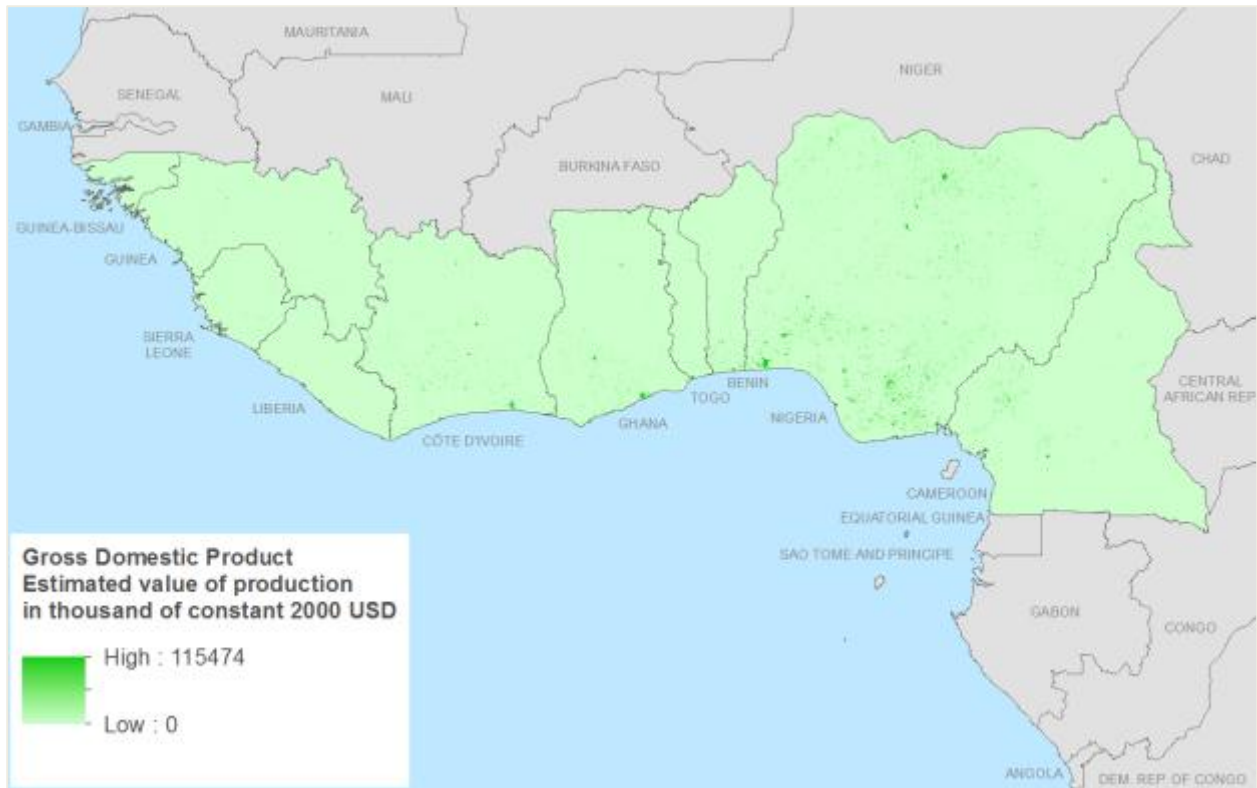 MAURITANIA
NIGER
SENEGAL
MALI
GAMBIA
CHAD
BURKINA FASO
GUINEA-BISSAU
GUINEA
SIERRA
LEONE
CENTRAL
AFRICAN REP
BENIN
TOGO
LIBERIA
GHANA
NIGERIA
CÔTE D'IVOIRE
CAMEROON
EQUATORIAL GUINEA
SAO TOME AND PRINCIPE
Gross Domestic Product
Estimated value of production
in thousand of constant 2000 USD
High : 115474
Low : 0
GABON
CONGO
ANGOLA
DEM. REP. OF CONGO